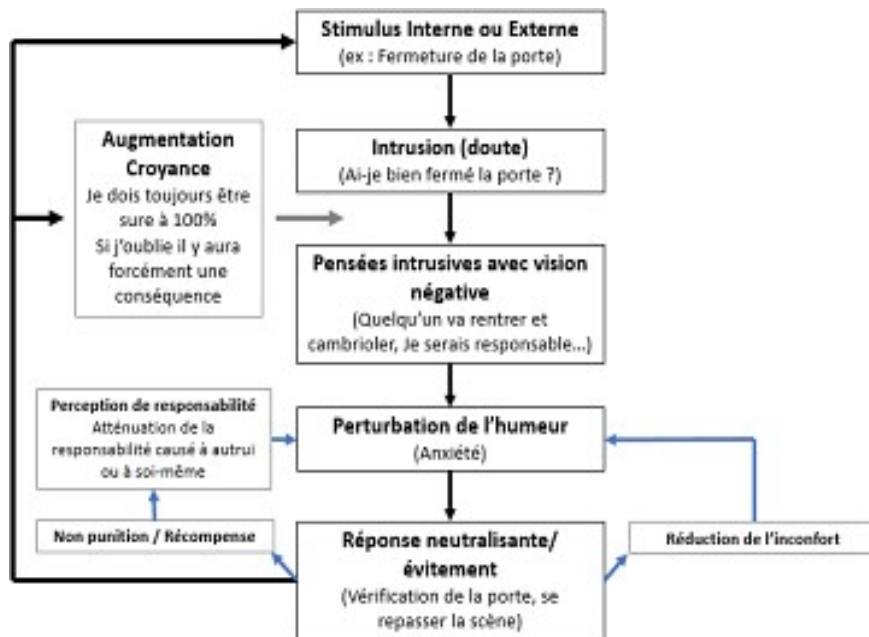 Stimulus Interne ou Externe
(ex : Fermeture de la porte)
Augmentation
Croyance
Je dois toujours être
sure à 100%
Si j'oublie il y aura
forcément une
conséquence
Intrusion (doute)
(Ai-je bien fermé la porte ?)
Pensées intrusives avec vision
négative
(Quelqu'un va rentrer et
cambrioler, Je serais responsable...)
Perception de responsabilité
Atténuation de la
responsabilité causé à autrui
ou à soi-même
Perturbation de l'humeur
(Anxiété)
Non punition / Récompense
Réponse neutralisante/
évitement
(Vérification de la porte, se
repasser la scène)
Réduction de l'inconfort